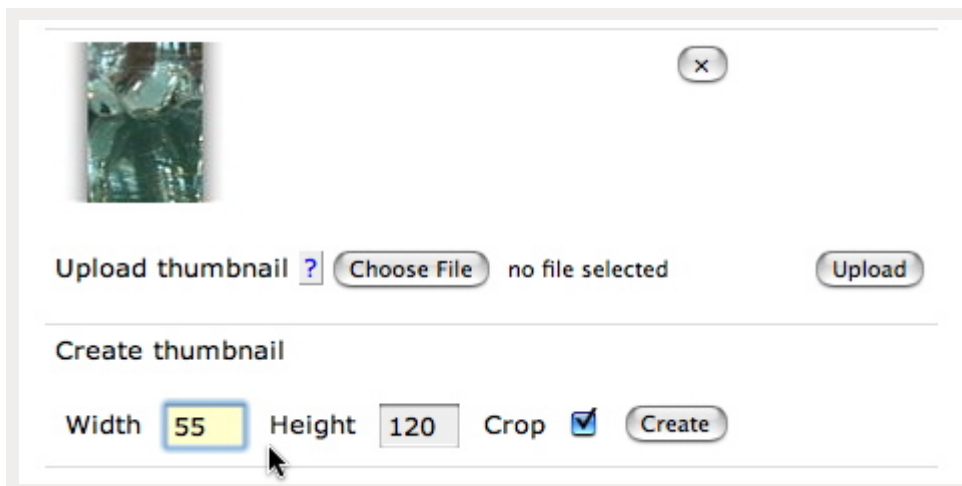 ×
Upload thumbnail ? Choose File no file selected Upload
Create thumbnail
Width 55 Height 120 Crop Create